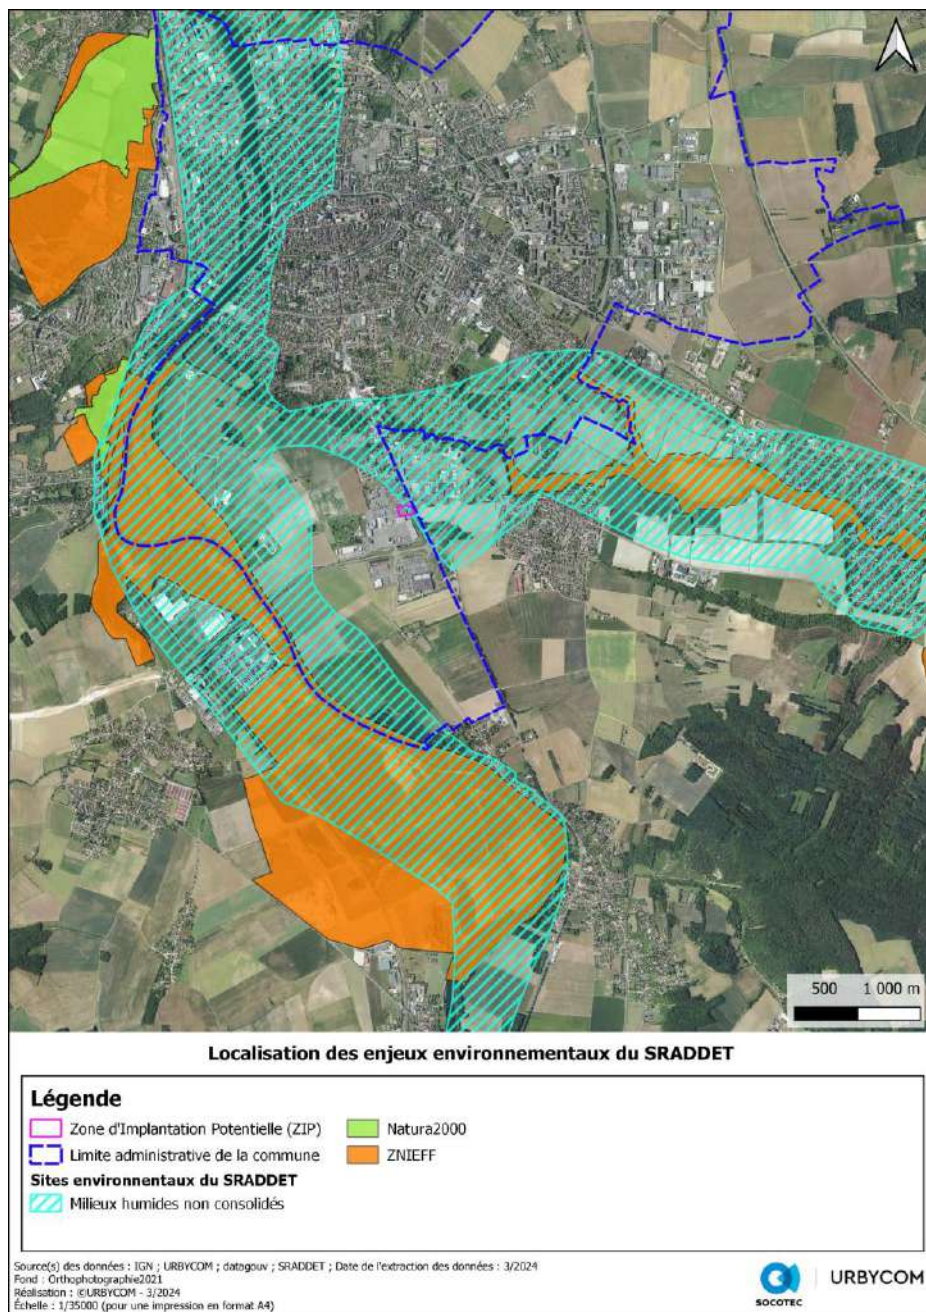 500 1 000 m
Localisation des enjeux environnementaux du SRADDET
Légende
Zone d'Implantation Potentielle (ZIP)
Natura2000
Limite administrative de la commune
ZNIEFF
Sites environnentaux du SRADDET
Milieux humides non consolidés
Source(s) des données : IGN ; URBYCOM ; datagouv ; SRADDET ; Date de l'extraction des données : 3/2024
Fond : Orthophotographie2021
Réalisation : ©URBYCOM - 3/2024
Échelle : 1/35000 (pour une impression en format A4)
SOCOTEC
URBYCOM